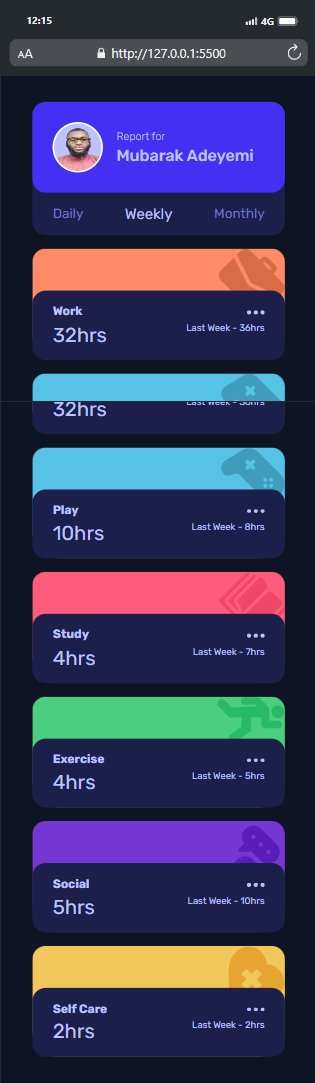 12:15
4G
AA
http://127.0.0.1:5500
Report for
Mubarak Adeyemi
Daily
Weekly
Monthly
Work
32hrs
Last Week - 36hrs
32hrs
Play
10hrs
Last Week - 8hrs
Study
4hrs
Last Week - 7hrs
Exercise
4hrs
Last Week - 5hrs
Social
5hrs
Last Week - 10hrs
Self Care
2hrs
Last Week - 2hrs